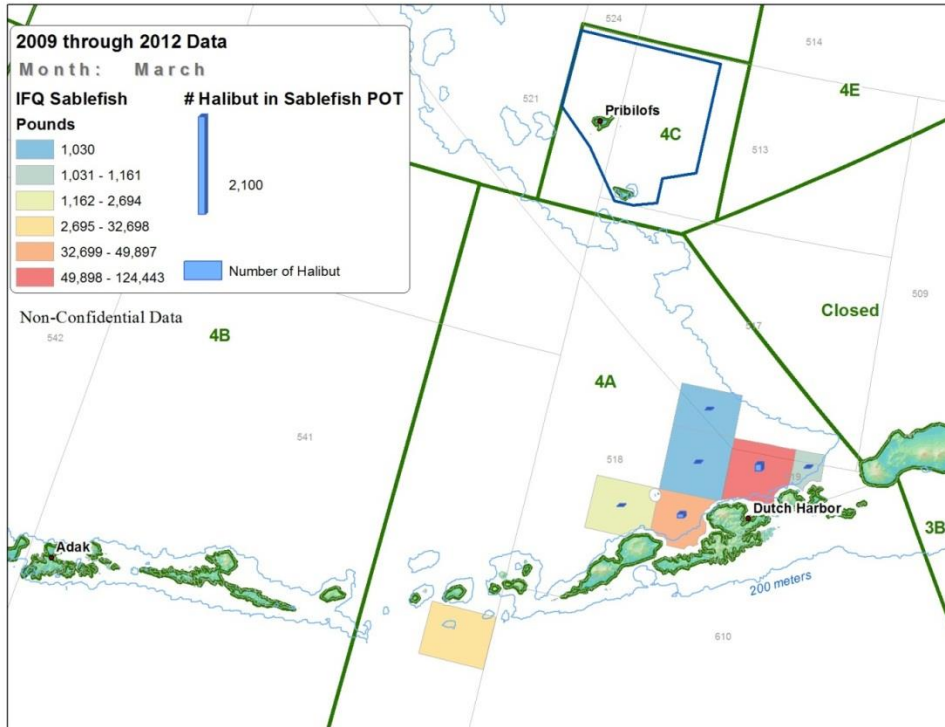 2009 through 2012 Data
Month: March
IFQ Sablefish
Pounds
1,030
1,031 - 1,161
1,162 - 2,694
2,695 - 32,698
32,699 - 49,897
49,898 - 124,443
# Halibut in Sablefish POT
2,100
Number of Halibut
Non-Confidential Data
524
514
4E
521
Pribilofs
4C
513
509
Closed
517
542
4B
4A
541
518
519
Dutch Harbor
Adak
3B
200 meters
610